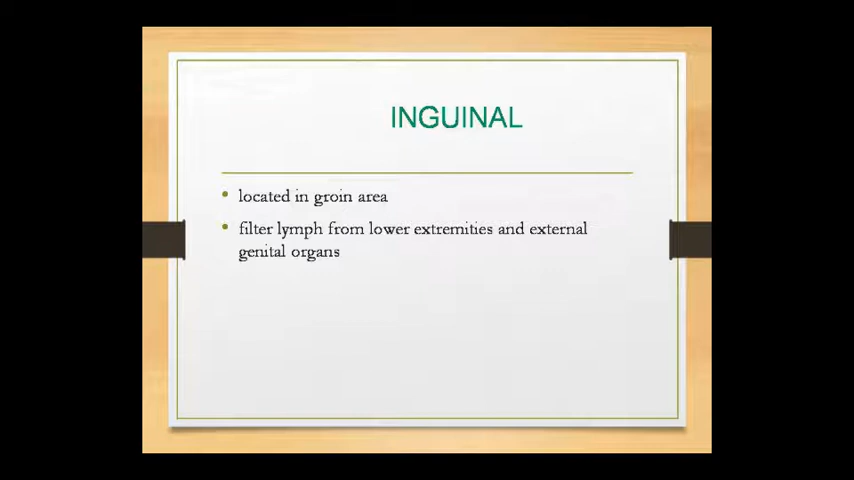 INGUINAL
• located in groin area
• filter lymph from lower extremities and external
genital organs